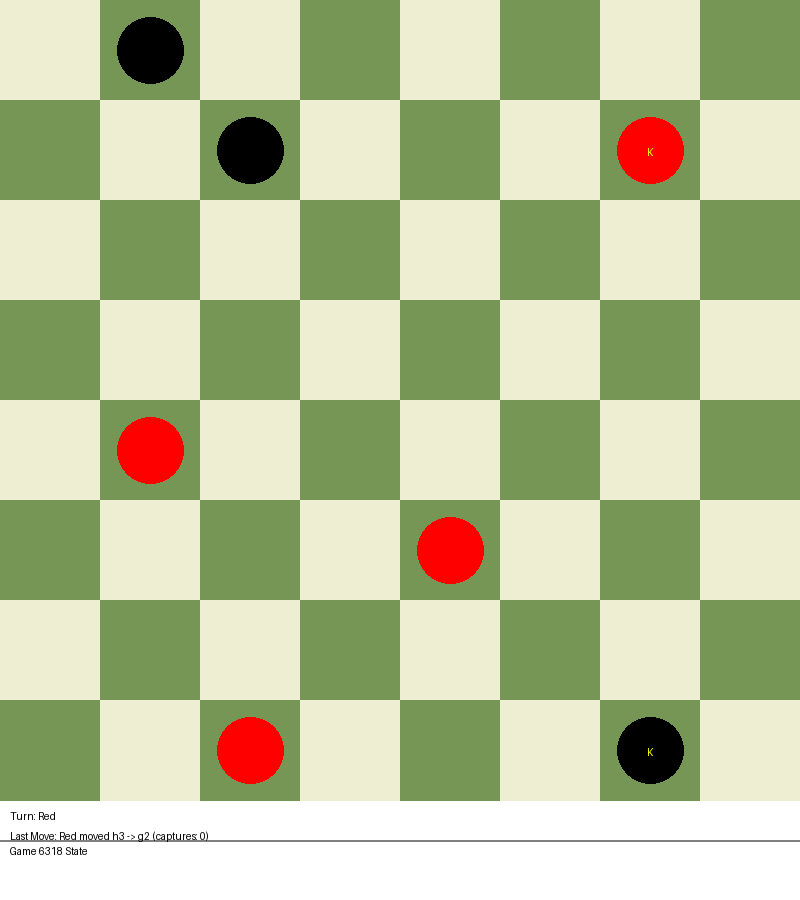 K
K
Turn: Red
Last Move: Red moved h3 -> g2 (captures: 0)
Game 6318 State